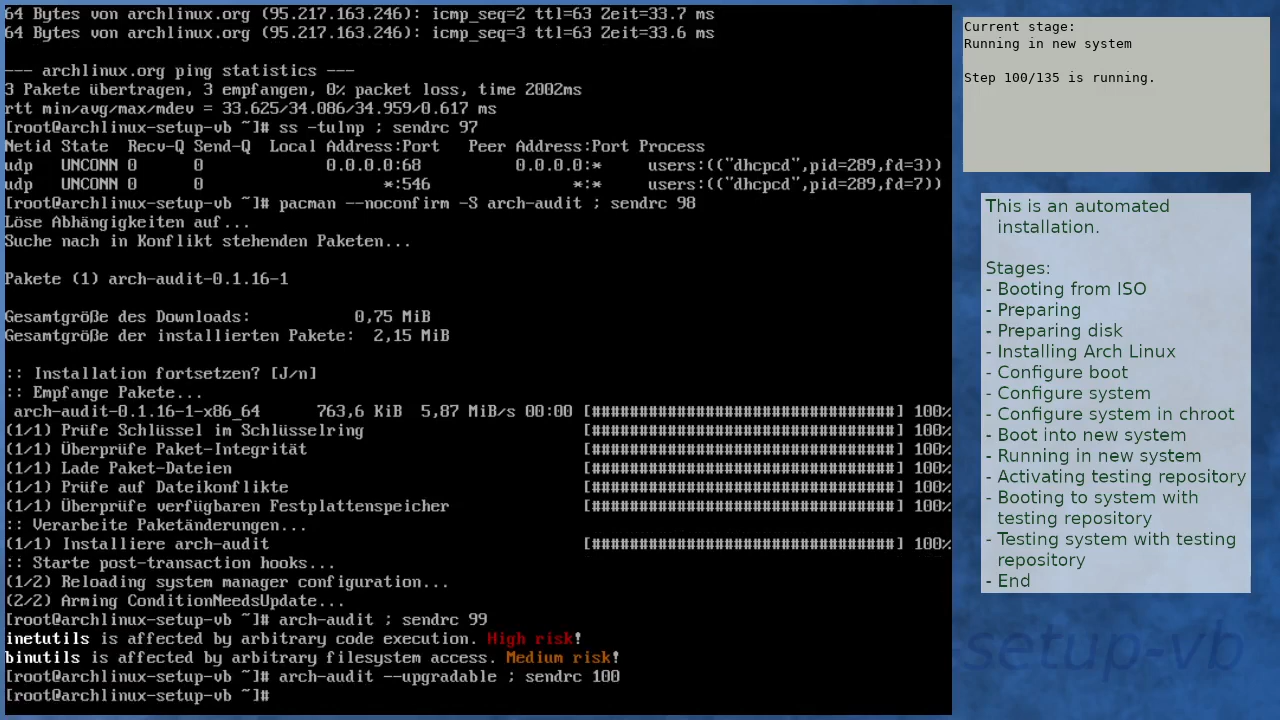 64 Bytes von archlinux.org (95.217.163.246): icmp_seq=2 ttl=63 Zeit=33.7 ms
64 Bytes von archlinux.org (95.217.163.246): icmp_seq=3 ttl=63 Zeit=33.6 ms
--- archlinux.org ping statistics ---
3 Pakete übertragen, 3 empfangen, 0% packet loss, time 2002ms
rtt min/avg/max/mdev = 33.625/34.086/34.959/0.617 ms
[root@archlinux-setup-vb ~]# ss -tulnp ; sendrc 97
Netid State  Recv-Q Send-Q  Local Address:Port   Peer Address:Port Process
udp   UNCONN 0      0             0.0.0.0:68          0.0.0.0:*     users:(("dhcpcd",pid=289,fd=3))
udp   UNCONN 0      0                   *:546               *:*     users:(("dhcpcd",pid=289,fd=7))
[root@archlinux-setup-vb ~]# pacman --noconfirm -S arch-audit ; sendrc 98
Löse Abhängigkeiten auf...
Suche nach in Konflikt stehenden Paketen...
Pakete (1) arch-audit-0.1.16-1
Gesamtgröße des Downloads:           0,75 MiB
Gesamtgröße der installierten Pakete:  2,15 MiB
:: Installation fortsetzen? [J/n]
:: Empfange Pakete...
arch-audit-0.1.16-1-x86_64      763,6 KiB  5,87 MiB/s 00:00 [################################] 100%
(1/1) Prüfe Schlüssel im Schlüsselring                       [################################] 100%
(1/1) Überprüfe Paket-Integrität                             [################################] 100%
(1/1) Lade Paket-Dateien                                     [################################] 100%
(1/1) Prüfe auf Dateikonflikte                               [################################] 100%
(1/1) Überprüfe verfügbaren Festplattenspeicher              [################################] 100%
:: Verarbeite Paketänderungen...
(1/1) Installiere arch-audit                                 [################################] 100%
:: Starte post-transaction hooks...
(1/2) Reloading system manager configuration...
(2/2) Arming ConditionNeedsUpdate...
[root@archlinux-setup-vb ~]# arch-audit ; sendrc 99
inetutils is affected by arbitrary code execution. High risk!
binutils is affected by arbitrary filesystem access. Medium risk!
[root@archlinux-setup-vb ~]# arch-audit --upgradable ; sendrc 100
[root@archlinux-setup-vb ~]#
Current stage:
Running in new system
Step 100/135 is running.
This is an automated
installation.
Stages:
- Booting from ISO
- Preparing
- Preparing disk
- Installing Arch Linux
- Configure boot
- Configure system
- Configure system in chroot
- Boot into new system
- Running in new system
- Activating testing repository
- Booting to system with
testing repository
- Testing system with testing
repository
- End
setup-vb